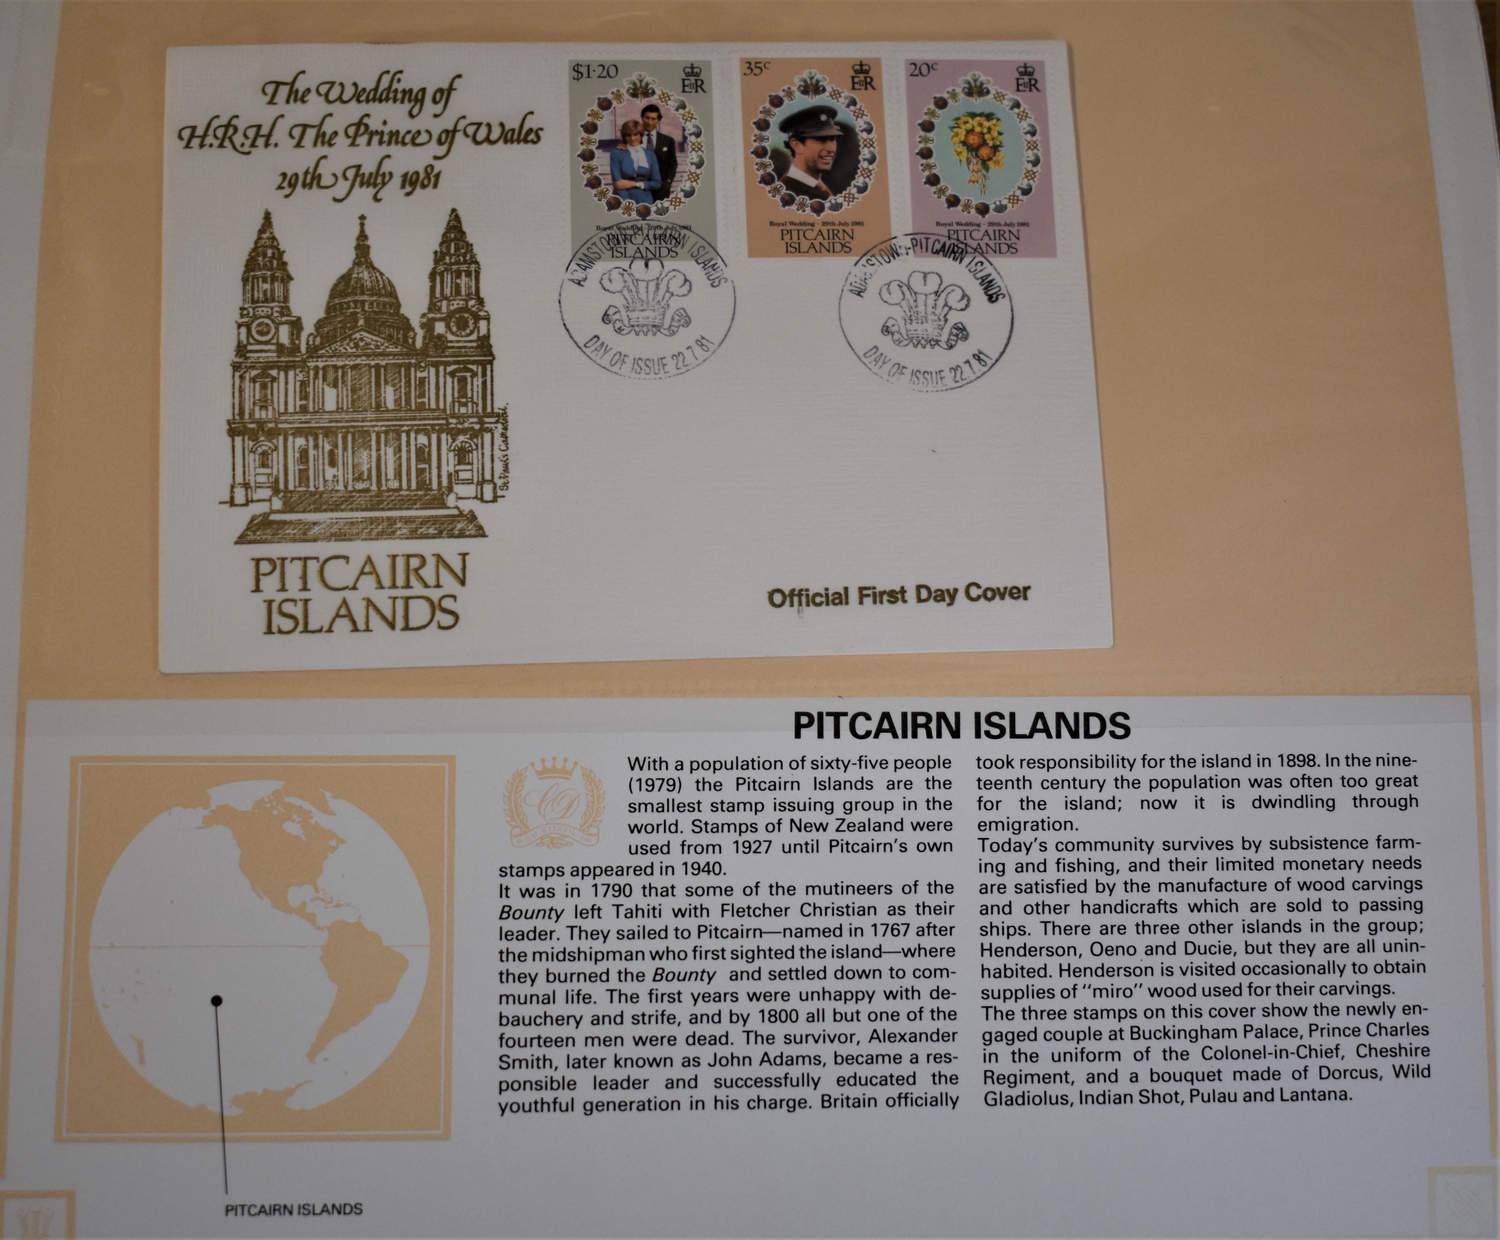 The Wedding of
H.R.H. The Prince of Wales
29th July 1981
St. Paul's Cathedral.
PITCAIRN
ISLANDS
$1·20
EIIR
Royal Wedding - 29th July 1981
PITCAIRN
ISLANDS
35c
EIIR
Royal Wedding - 29th July 1981
PITCAIRN
ISLANDS
20c
EIIR
Royal Wedding - 29th July 1981
PITCAIRN
ISLANDS
ADAMSTOWN-PITCAIRN ISLANDS
DAY OF ISSUE 22.7.81
ADAMSTOWN-PITCAIRN ISLANDS
DAY OF ISSUE 22.7.81
Official First Day Cover
PITCAIRN ISLANDS
With a population of sixty-five people
(1979) the Pitcairn Islands are the
smallest stamp issuing group in the
world. Stamps of New Zealand were
used from 1927 until Pitcairn's own
stamps appeared in 1940.
It was in 1790 that some of the mutineers of the
Bounty left Tahiti with Fletcher Christian as their
leader. They sailed to Pitcairn—named in 1767 after
the midshipman who first sighted the island—where
they burned the Bounty and settled down to com-
munal life. The first years were unhappy with de-
bauchery and strife, and by 1800 all but one of the
fourteen men were dead. The survivor, Alexander
Smith, later known as John Adams, became a res-
ponsible leader and successfully educated the
youthful generation in his charge. Britain officially
took responsibility for the island in 1898. In the nine-
teenth century the population was often too great
for the island; now it is dwindling through
emigration.
Today's community survives by subsistence farm-
ing and fishing, and their limited monetary needs
are satisfied by the manufacture of wood carvings
and other handicrafts which are sold to passing
ships. There are three other islands in the group;
Henderson, Oeno and Ducie, but they are all unin-
habited. Henderson is visited occasionally to obtain
supplies of "miro" wood used for their carvings.
The three stamps on this cover show the newly en-
gaged couple at Buckingham Palace, Prince Charles
in the uniform of the Colonel-in-Chief, Cheshire
Regiment, and a bouquet made of Dorcus, Wild
Gladiolus, Indian Shot, Pulau and Lantana.
PITCAIRN ISLANDS